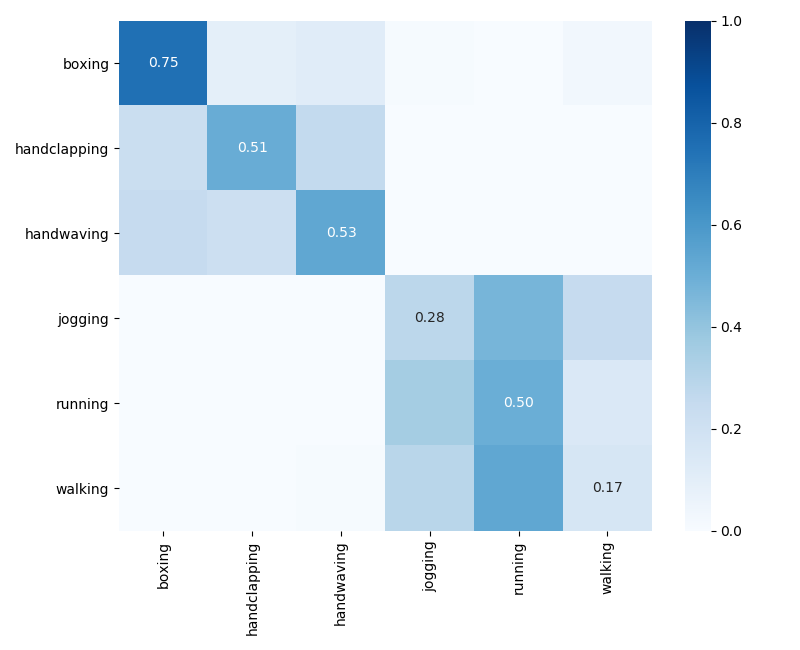 boxing
handclapping
handwaving
jogging
running
walking
0.75
0.51
0.53
0.28
0.50
0.17
boxing
handclapping
handwaving
jogging
running
walking
1.0
0.8
0.6
0.4
0.2
0.0